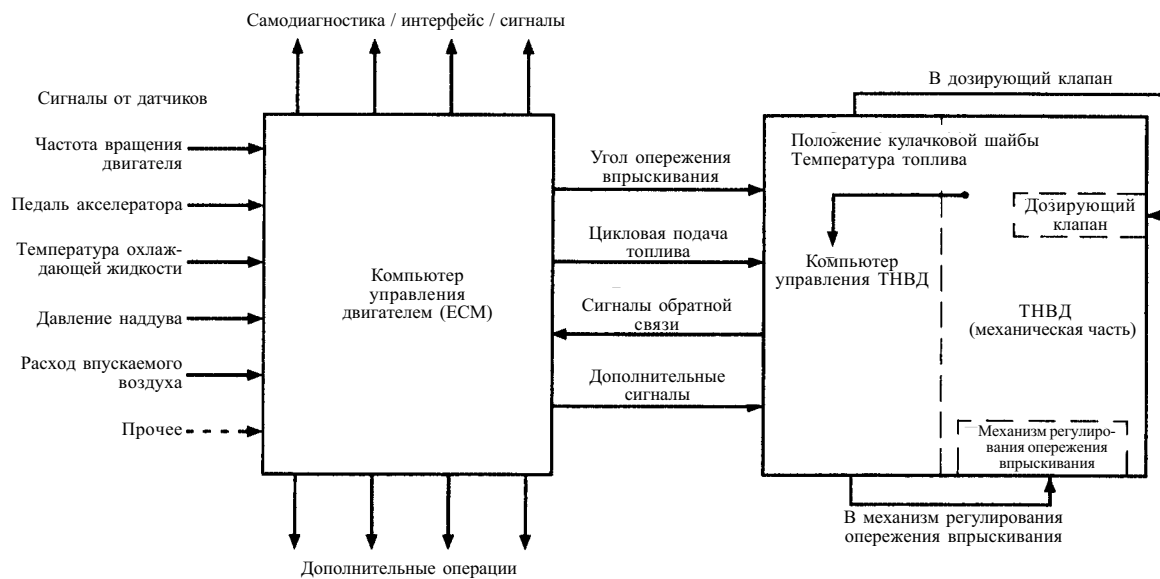 Самодиагностика / интерфейс / сигналы
Сигналы от датчиков
Частота вращения
двигателя
Педаль акселератора
Температура охлаж-
дающей жидкости
Давление наддува
Расход впускаемого
воздуха
Прочее
Компьютер
управления
двигателем (ECM)
Дополнительные операции
Угол опережения
впрыскивания
Цикловая подача
топлива
Сигналы обратной
связи
Дополнительные
сигналы
В дозирующий клапан
Положение кулачковой шайбы
Температура топлива
Дозирующий
клапан
Компьютер
управления ТНВД
ТНВД
(механическая часть)
Механизм регулиро-
вания опережения
впрыскивания
В механизм регулирования
опережения впрыскивания